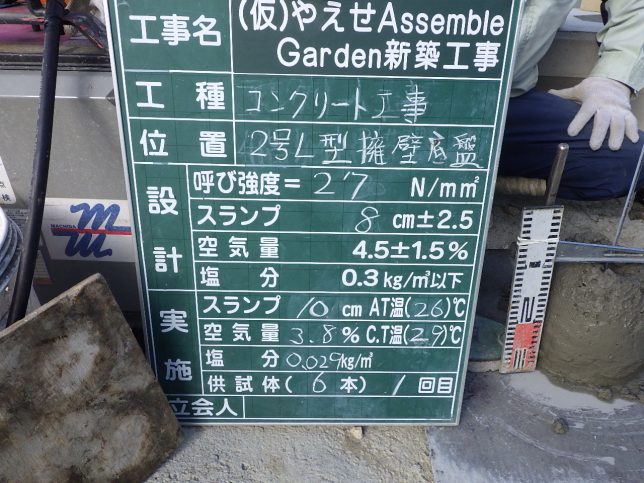 工事名 (仮)やえせAssemble
Garden新築工事
工種 コンクリート工事
位置 2号L型擁壁底盤
設計
呼び強度= 27 N/mm²
スランプ 8 cm±2.5
空気量 4.5±1.5%
塩分 0.3kg/m³以下
実施
スランプ 10 cm AT温(26)℃
空気量 3.8% C.T温(29)℃
塩分 0.029kg/m³
供試体( 6本) 1回目
立会人